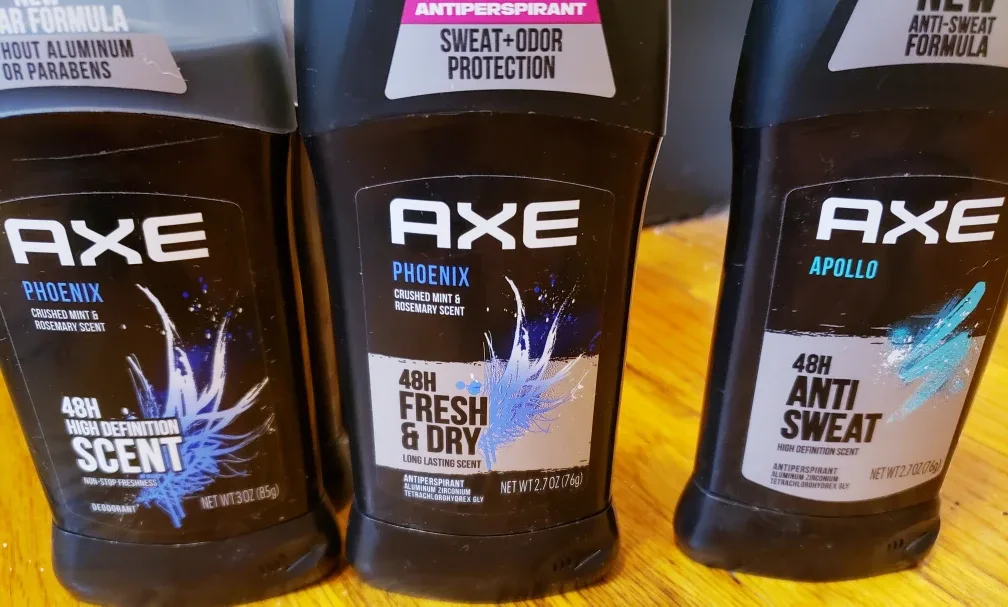 NEW
AR FORMULA
HOUT ALUMINUM
OR PARABENS
AXE
PHOENIX
CRUSHED MINT &
ROSEMARY SCENT
48H
HIGH DEFINITION
SCENT
NON-STOP FRESHNESS
DEODORANT
NET WT 3 OZ (85g)
ANTIPERSPIRANT
SWEAT+ODOR
PROTECTION
AXE
PHOENIX
CRUSHED MINT &
ROSEMARY SCENT
48H
FRESH
& DRY
LONG LASTING SCENT
ANTIPERSPIRANT
ALUMINUM ZIRCONIUM
TETRACHLOROHYDREX GLY
NET WT 2.7 OZ (76g)
NEW
ANTI-SWEAT
FORMULA
AXE
APOLLO
48H
ANTI
SWEAT
HIGH DEFINITION SCENT
ANTIPERSPIRANT
ALUMINUM ZIRCONIUM
TETRACHLOROHYDREX GLY
NET WT 2.7 OZ (76g)